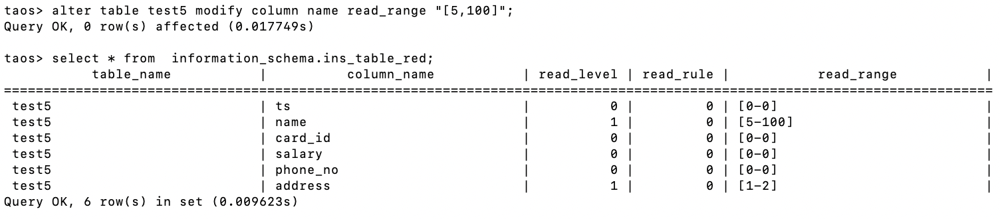 taos> alter table test5 modify column name read_range "[5,100]";
Query OK, 0 row(s) affected (0.017749s)
taos> select * from  information_schema.ins_table_red;
           table_name           |          column_name           | read_level | read_rule |           read_range           |
=============================================================================================================================
 test5                          | ts                             |          0 |         0 | [0-0]                          |
 test5                          | name                           |          1 |         0 | [5-100]                        |
 test5                          | card_id                        |          0 |         0 | [0-0]                          |
 test5                          | salary                         |          0 |         0 | [0-0]                          |
 test5                          | phone_no                       |          0 |         0 | [0-0]                          |
 test5                          | address                        |          1 |         0 | [1-2]                          |
Query OK, 6 row(s) in set (0.009623s)